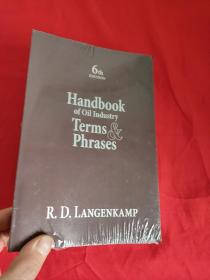 6th
EDITION
Handbook
of Oil Industry
Terms &
Phrases
R. D. LANGENKAMP